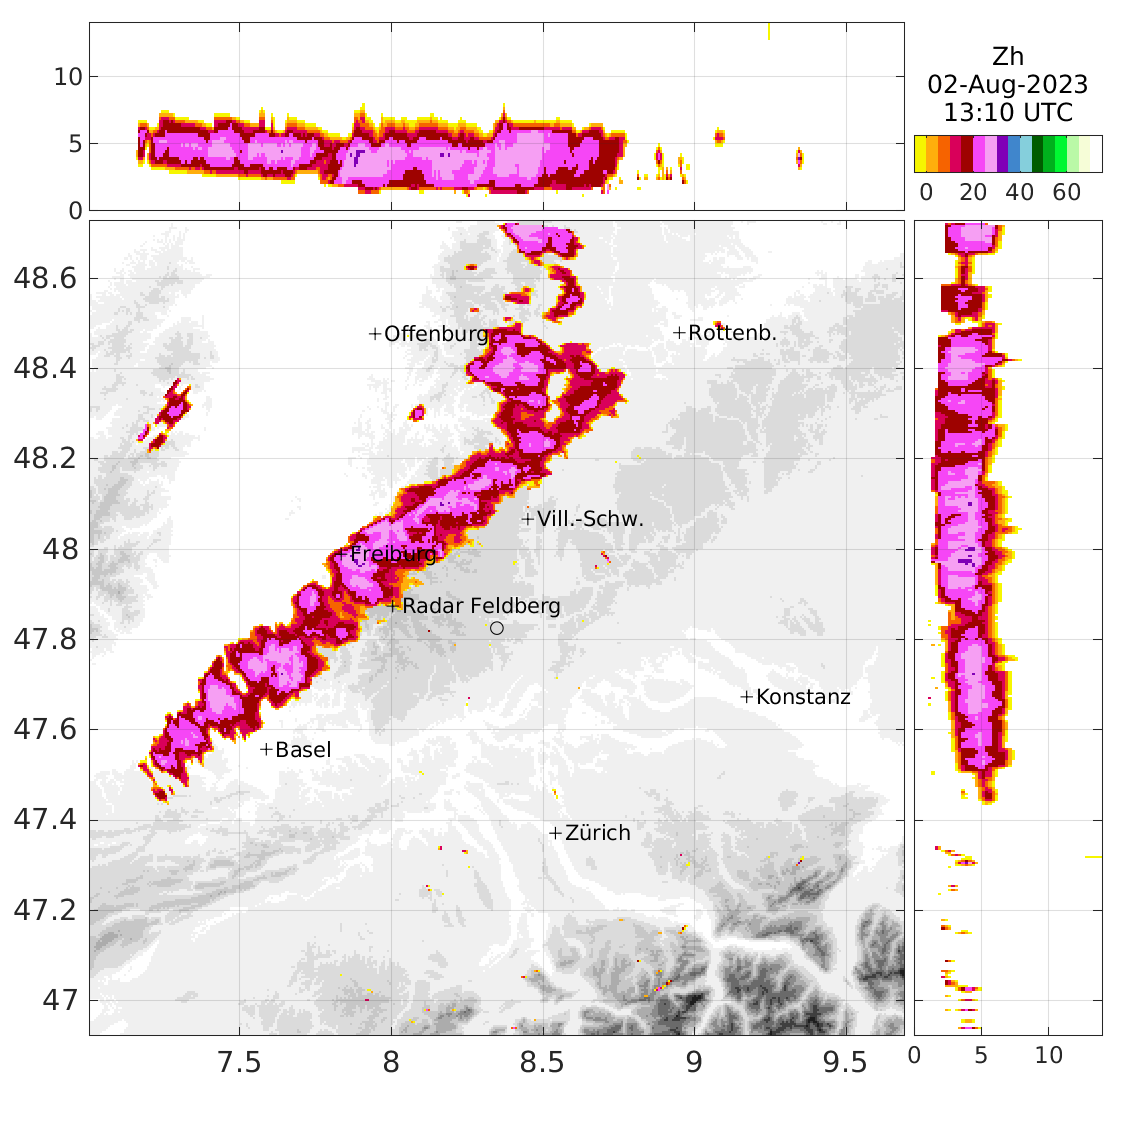 Zh
02-Aug-2023
13:10 UTC
0 20 40 60
10
5
0
48.6
48.4
48.2
48
47.8
47.6
47.4
47.2
47
+Offenburg
+Rottenb.
+Vill.-Schw.
+Freiburg
+Radar Feldberg
+Konstanz
+Basel
+Zürich
7.5 8 8.5 9 9.5
0 5 10